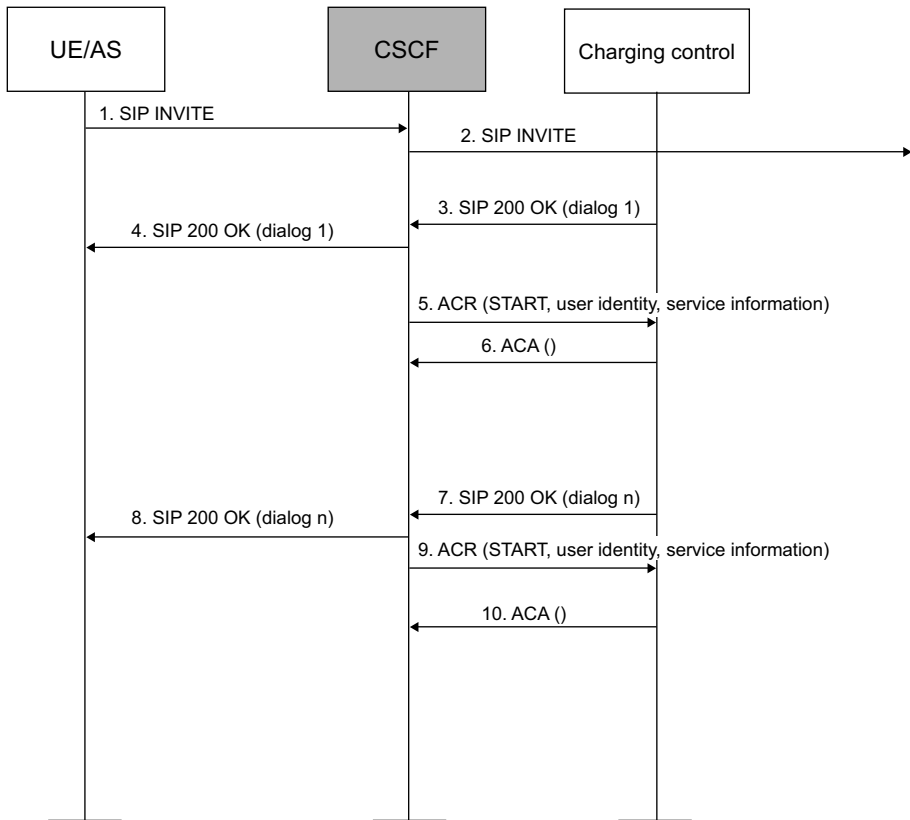 UE/AS
CSCF
Charging control
1. SIP INVITE
2. SIP INVITE
3. SIP 200 OK (dialog 1)
4. SIP 200 OK (dialog 1)
5. ACR (START, user identity, service information)
6. ACA ()
7. SIP 200 OK (dialog n)
8. SIP 200 OK (dialog n)
9. ACR (START, user identity, service information)
10. ACA ()